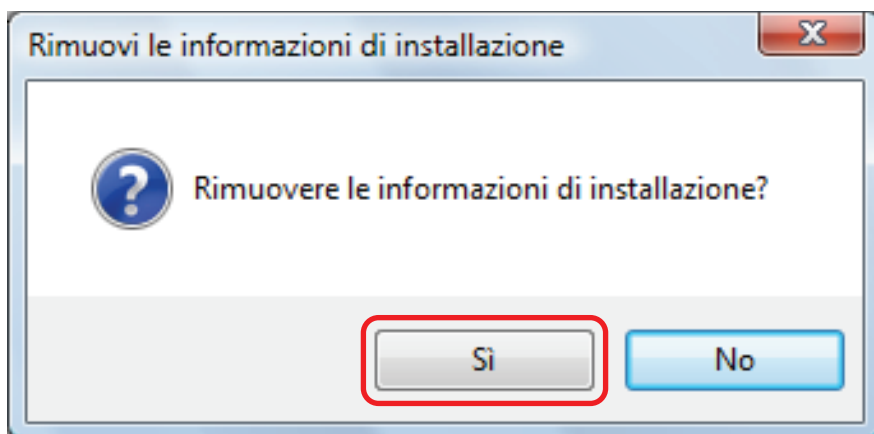 Rimuovi le informazioni di installazione
Rimuovere le informazioni di installazione?
Sì
No